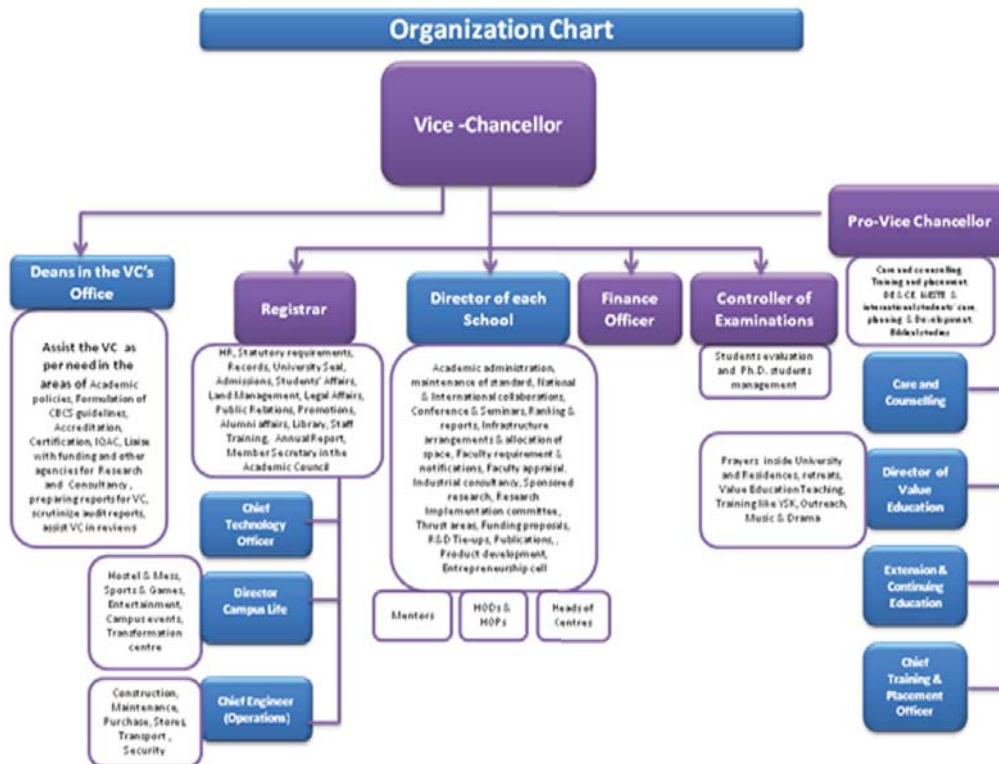 Organization Chart
Vice -Chancellor
Pro-Vice Chancellor
Care and counselling,
Training and placement,
DE & CE, &
international students' care,
planning & Development,
Biblical studies
Deans in the VC's
Office
Assist the VC as
per need in the
areas of Academic
policies, Formulation of
CBCS guidelines,
Accreditation,
Certification, IQAC, Liaise
with funding and other
agencies for Research
and Consultancy,
preparing reports for VC,
scrutinize audit reports,
assist VC in reviews
Registrar
HR, Statutory requirements,
Records, University Seal,
Admissions, Students' Affairs,
Land Management, Legal Affairs,
Public Relations, Promotions,
Alumni affairs, Library, Staff
Training, Annual Report,
Member Secretary in the
Academic Council
Chief
Technology
Officer
Hostel & Mess,
Sports & Games,
Entertainment,
Campus events,
Transformation
centre
Director
Campus Life
Construction,
Maintenance,
Purchase, Stores,
Transport ,
Security
Chief Engineer
(Operations)
Director of each
School
Academic administration,
maintenance of standard, National &
International collaborations,
Conference & Seminars, Ranking &
reports, Infrastructure
arrangements & allocation of
space, Faculty requirement &
notifications, Faculty appraisal,
Industrial consultancy, Sponsored
research, Research
Implementation committee,
Thrust areas, Funding proposals,
R&D Tie-ups, Publications, ,
Product development,
Entrepreneurship cell
Mentors
HODs &
HOPs
Heads of
Centres
Finance
Officer
Controller of
Examinations
Students evaluation
and Ph.D. students
management
Care and
Counselling
Prayers inside University
and Residences, retreats,
Value Education Teaching,
Training like YSK, Outreach,
Music & Drama
Director of
Value
Education
Extension &
Continuing
Education
Chief
Training &
Placement
Officer